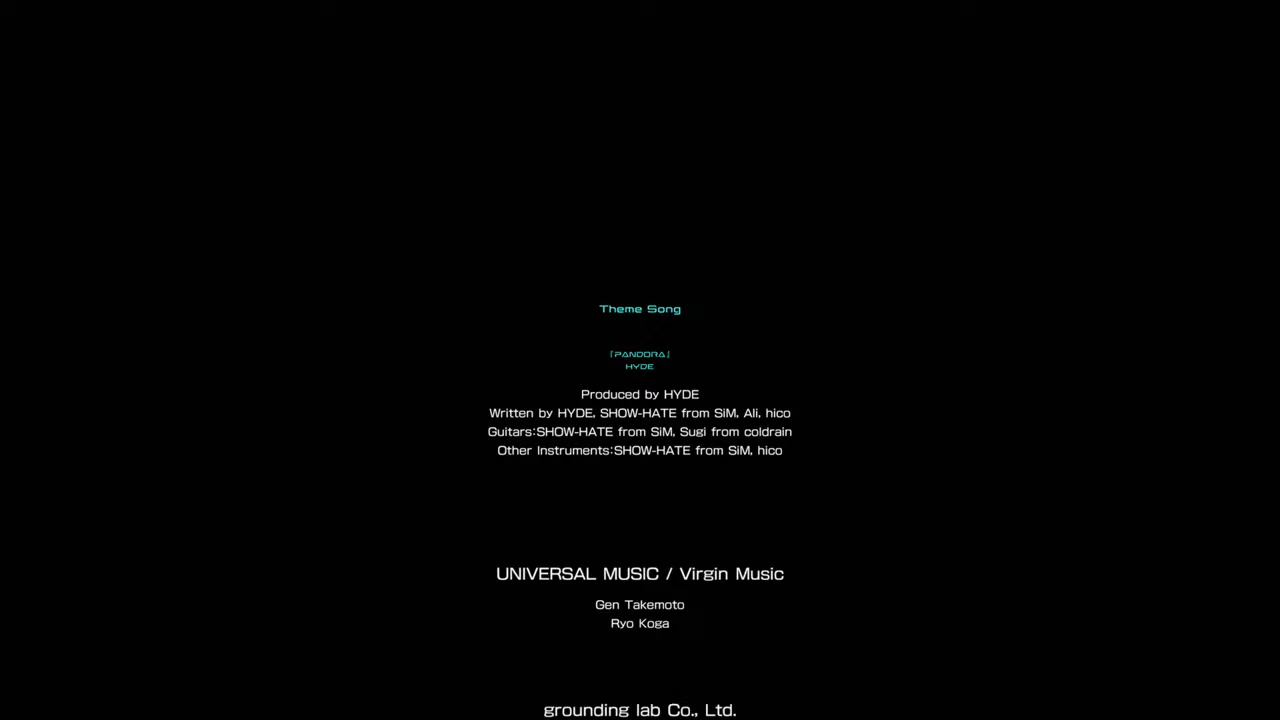 Theme Song
『PANDORA』
HYDE
Produced by HYDE
Written by HYDE, SHOW-HATE from SiM, Ali, hico
Guitars:SHOW-HATE from SiM, Sugi from coldrain
Other Instruments:SHOW-HATE from SiM, hico
UNIVERSAL MUSIC / Virgin Music
Gen Takemoto
Ryo Koga
grounding lab Co., Ltd.